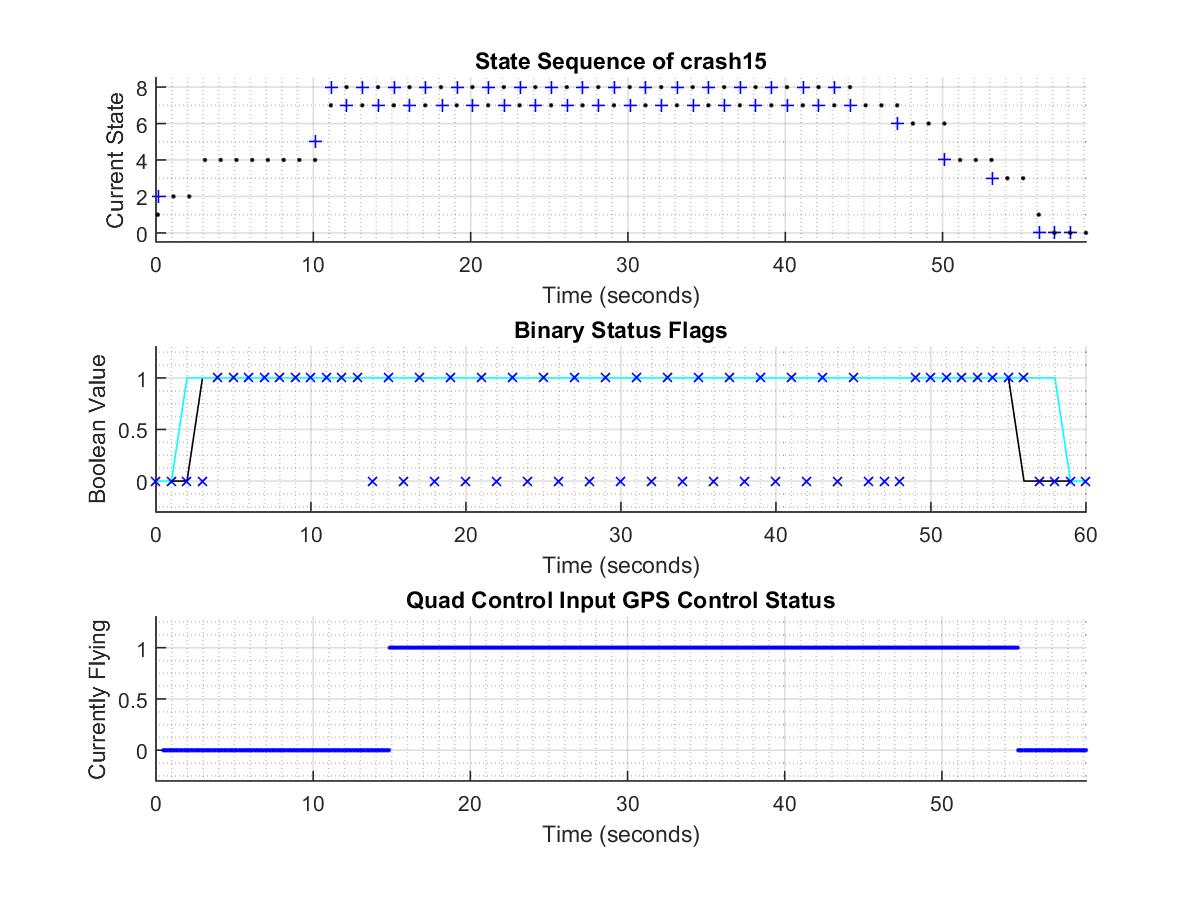 State Sequence of crash15
8
6
4
2
0
Current State
0 10 20 30 40 50
Time (seconds)
Binary Status Flags
1
0.5
0
Boolean Value
0 10 20 30 40 50 60
Time (seconds)
Quad Control Input GPS Control Status
1
0.5
0
Currently Flying
0 10 20 30 40 50
Time (seconds)